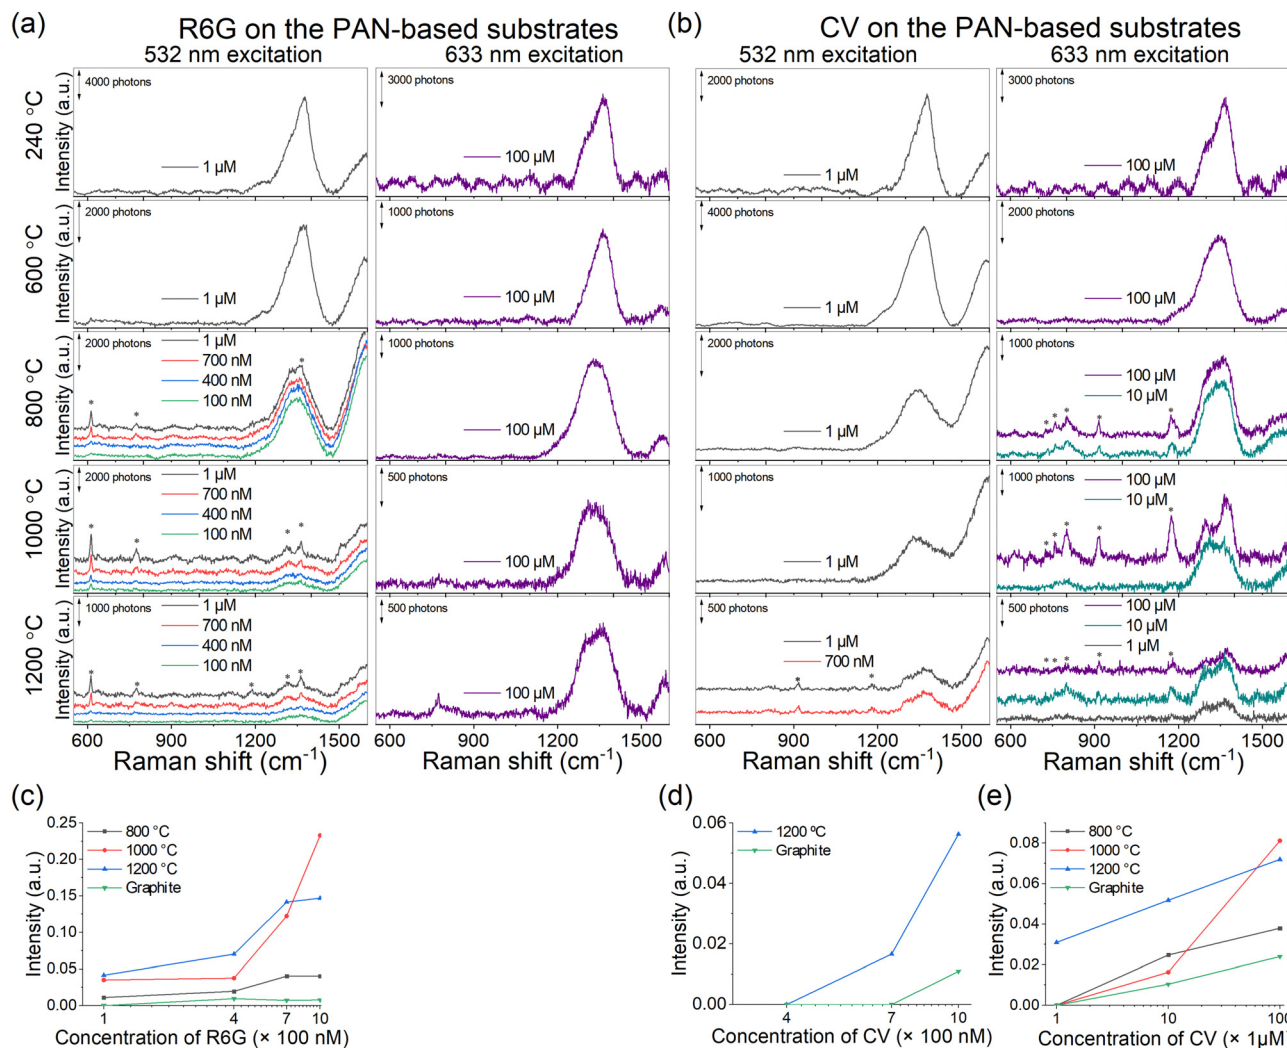 (a) R6G on the PAN-based substrates
532 nm excitation 633 nm excitation
(b) CV on the PAN-based substrates
532 nm excitation 633 nm excitation
240 °C
Intensity (a.u.)
4000 photons
1 µM
3000 photons
100 µM
2000 photons
1 µM
3000 photons
100 µM
600 °C
Intensity (a.u.)
2000 photons
1 µM
1000 photons
100 µM
4000 photons
1 µM
2000 photons
100 µM
800 °C
Intensity (a.u.)
2000 photons
1 µM
700 nM
400 nM
100 nM
* * *
1000 photons
100 µM
2000 photons
1 µM
1000 photons
100 µM
10 µM
* * * * *
1000 °C
Intensity (a.u.)
2000 photons
1 µM
700 nM
400 nM
100 nM
* * * *
500 photons
100 µM
1000 photons
1 µM
1000 photons
100 µM
10 µM
* * * * *
1200 °C
Intensity (a.u.)
1000 photons
1 µM
700 nM
400 nM
100 nM
* * * * *
500 photons
100 µM
500 photons
1 µM
700 nM
* *
500 photons
100 µM
10 µM
1 µM
* * * * *
600 900 1200 1500
600 900 1200 1500
600 900 1200 1500
600 900 1200 1500
Raman shift (cm⁻¹)
Raman shift (cm⁻¹)
Raman shift (cm⁻¹)
Raman shift (cm⁻¹)
(c)
Intensity (a.u.)
0.25
0.20
0.15
0.10
0.05
0.00
800 °C
1000 °C
1200 °C
Graphite
1 4 7 10
Concentration of R6G (× 100 nM)
(d)
Intensity (a.u.)
0.06
0.04
0.02
0.00
1200 ºC
Graphite
4 7 10
Concentration of CV (× 100 nM)
(e)
Intensity (a.u.)
0.08
0.06
0.04
0.02
0.00
800 °C
1000 °C
1200 °C
Graphite
1 10 100
Concentration of CV (× 1µM)